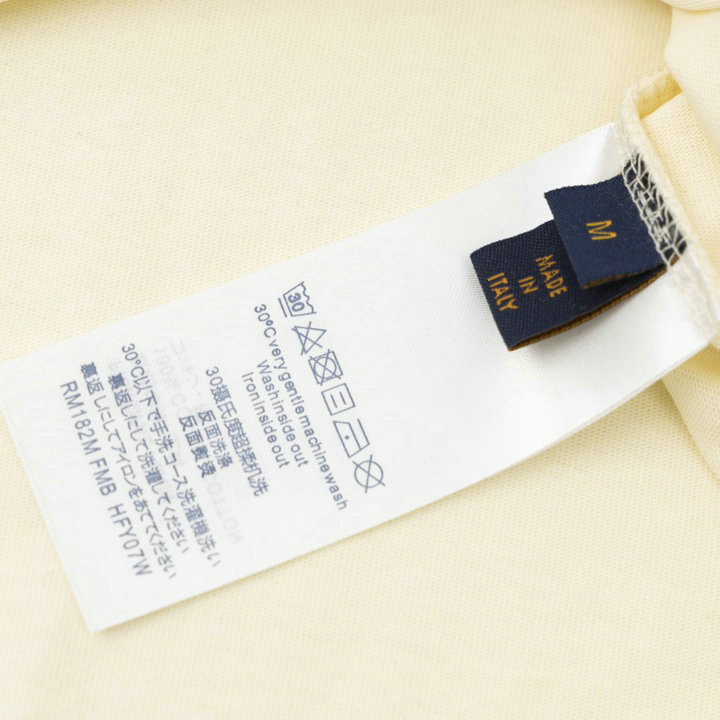 M
MADE
IN
ITALY
30
30°C very gentle machine wash
Wash inside out
Iron inside out
30摄氏度超柔机洗
反面洗涤
反面熨烫
30°C以下で手洗コース洗濯機洗い
裏返しにして洗濯してください
裏返しにしてアイロンをあててください
RM182M FMB HFY07W